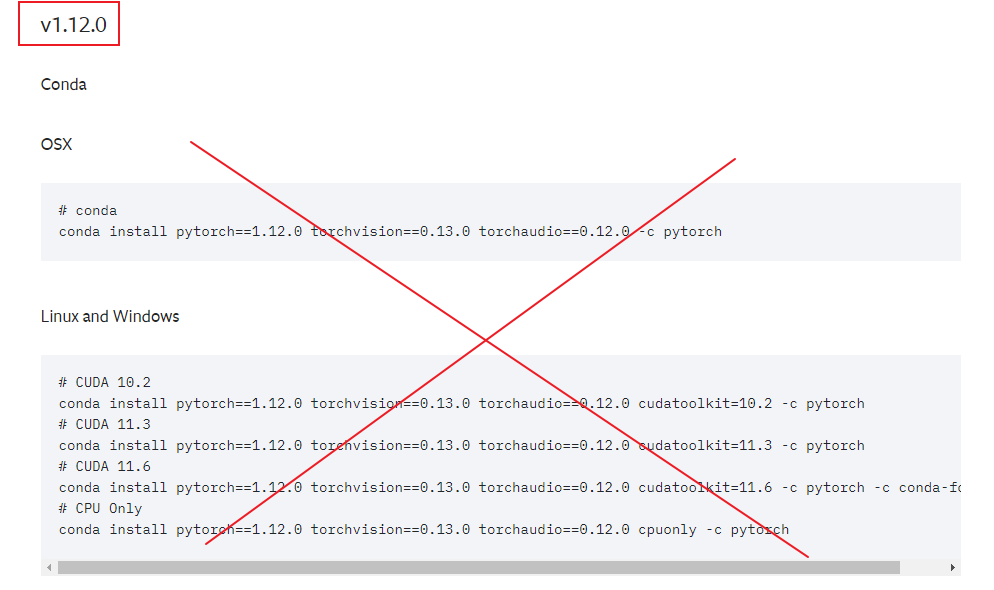 v1.12.0
Conda
OSX
# conda
conda install pytorch==1.12.0 torchvision==0.13.0 torchaudio==0.12.0 -c pytorch
Linux and Windows
# CUDA 10.2
conda install pytorch==1.12.0 torchvision==0.13.0 torchaudio==0.12.0 cudatoolkit=10.2 -c pytorch
# CUDA 11.3
conda install pytorch==1.12.0 torchvision==0.13.0 torchaudio==0.12.0 cudatoolkit=11.3 -c pytorch
# CUDA 11.6
conda install pytorch==1.12.0 torchvision==0.13.0 torchaudio==0.12.0 cudatoolkit=11.6 -c pytorch -c
# CPU Only
conda install pytorch==1.12.0 torchvision==0.13.0 torchaudio==0.12.0 cpuonly -c pytorch